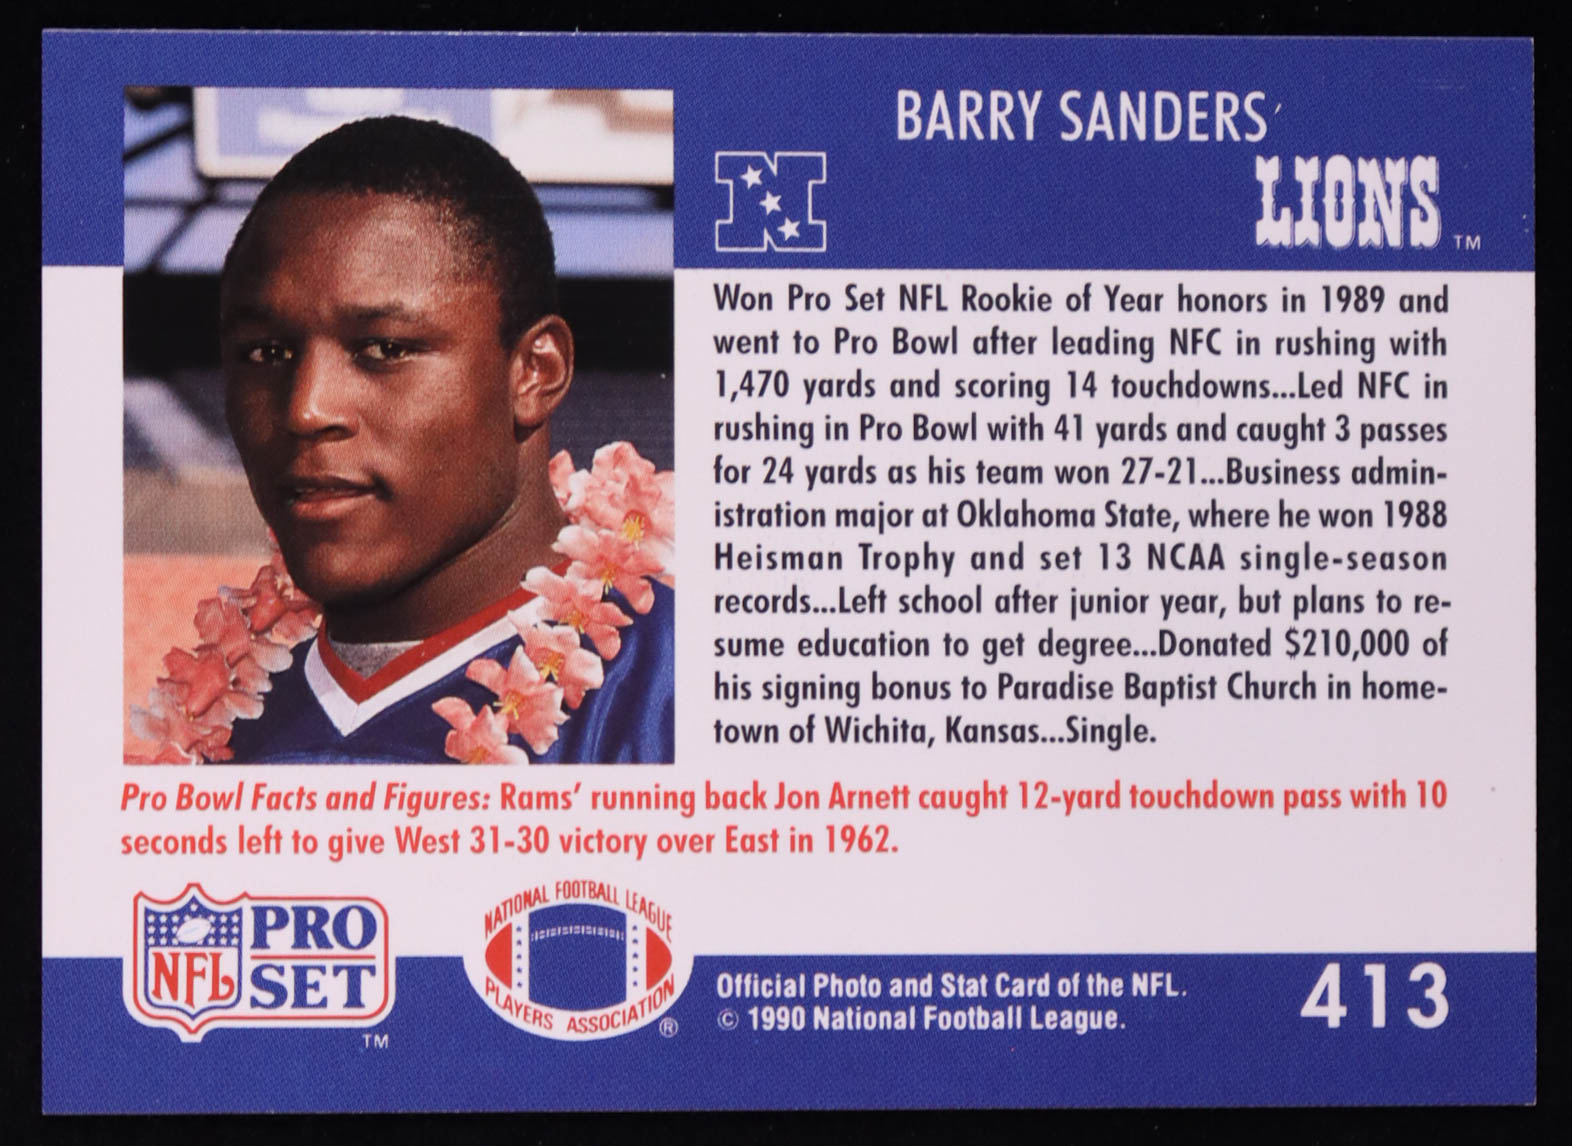 BARRY SANDERS
LIONS TM
N
Won Pro Set NFL Rookie of Year honors in 1989 and
went to Pro Bowl after leading NFC in rushing with
1,470 yards and scoring 14 touchdowns...Led NFC in
rushing in Pro Bowl with 41 yards and caught 3 passes
for 24 yards as his team won 27-21...Business admin-
istration major at Oklahoma State, where he won 1988
Heisman Trophy and set 13 NCAA single-season
records...Left school after junior year, but plans to re-
sume education to get degree...Donated $210,000 of
his signing bonus to Paradise Baptist Church in home-
town of Wichita, Kansas...Single.
Pro Bowl Facts and Figures: Rams' running back Jon Arnett caught 12-yard touchdown pass with 10
seconds left to give West 31-30 victory over East in 1962.
NFL PRO
SET TM
NATIONAL FOOTBALL LEAGUE
PLAYERS ASSOCIATION ®
Official Photo and Stat Card of the NFL.
© 1990 National Football League.
413